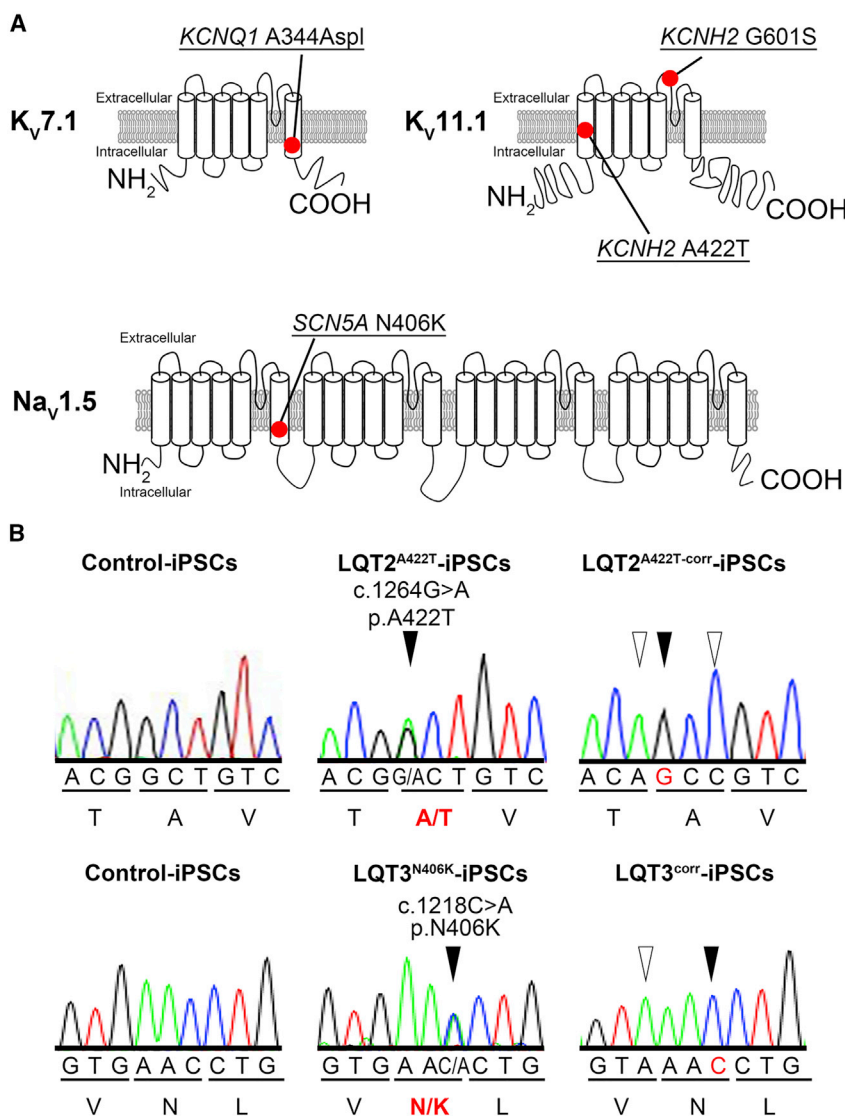 A
KCNQ1 A344Aspl
KCNH2 G601S
Extracellular
Kv7.1
Intracellular
NH2
COOH
Extracellular
Kv11.1
Intracellular
NH2
COOH
KCNH2 A422T
SCN5A N406K
Extracellular
Nav1.5
NH2
Intracellular
COOH
B
Control-iPSCs
LQT2A422T-iPSCs
c.1264G>A
p.A422T
LQT2A422T-corr-iPSCs
A C G G C T G T C
T A V
A C G G/A C T G T C
T A/T V
A C A G C C G T C
T A V
Control-iPSCs
LQT3N406K-iPSCs
c.1218C>A
p.N406K
LQT3corr-iPSCs
G T G A A C C T G
V N L
G T G A A C/A C T G
V N/K L
G T A A A C C T G
V N L